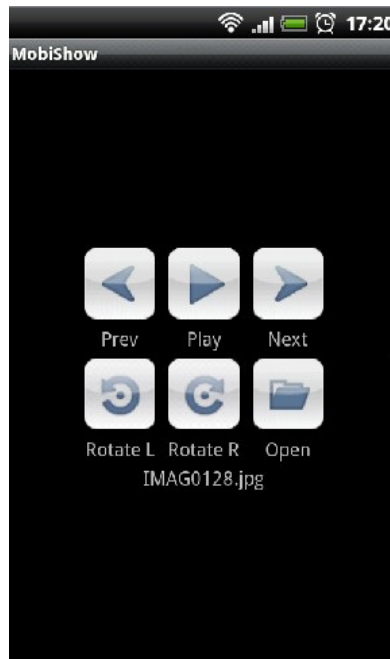 17:20
MobiShow
Prev Play Next
Rotate L Rotate R Open
IMAG0128.jpg